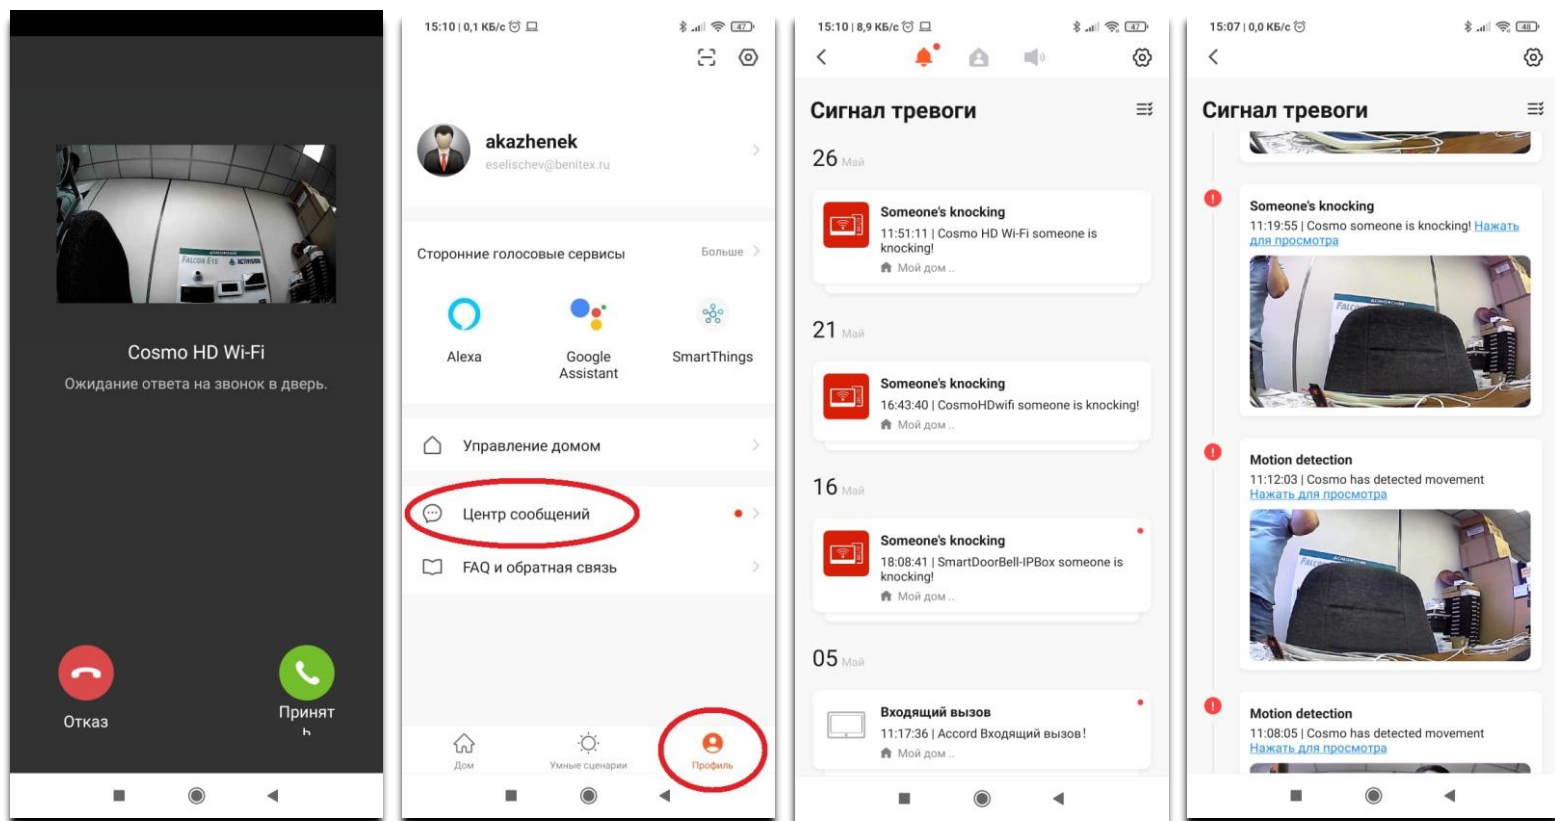 FALCON EYE
ACTIVISION
Cosmo HD Wi-Fi
Ожидание ответа на звонок в дверь.
Отказ
Принят
ь
15:10 | 0,1 КБ/с
47
akazhenek
eselischev@benitex.ru
Сторонние голосовые сервисы
Больше
Alexa
Google
Assistant
SmartThings
Управление домом
Центр сообщений
FAQ и обратная связь
Дом
Умные сценарии
Профиль
15:10 | 8,9 КБ/с
47
Сигнал тревоги
26 Май
Someone's knocking
11:51:11 | Cosmo HD Wi-Fi someone is
knocking!
Мой дом ..
21 Май
Someone's knocking
16:43:40 | CosmoHDwifi someone is knocking!
Мой дом ..
16 Май
Someone's knocking
18:08:41 | SmartDoorBell-IPBox someone is
knocking!
Мой дом ..
05 Май
Входящий вызов
11:17:36 | Accord Входящий вызов!
Мой дом ..
15:07 | 0,0 КБ/с
48
Сигнал тревоги
Someone's knocking
11:19:55 | Cosmo someone is knocking! Нажать
для просмотра
FALC
Motion detection
11:12:03 | Cosmo has detected movement
Нажать для просмотра
Motion detection
11:08:05 | Cosmo has detected movement
Нажать для просмотра